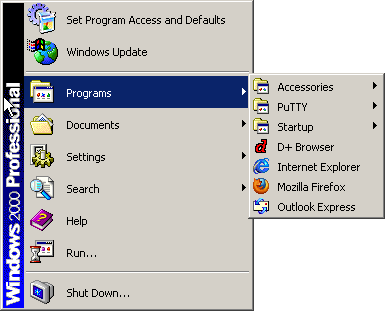 Windows 2000 Professional
Set Program Access and Defaults
Windows Update
Programs
Documents
Settings
Search
Help
Run...
Shut Down...
Accessories
PuTTY
Startup
D+ Browser
Internet Explorer
Mozilla Firefox
Outlook Express